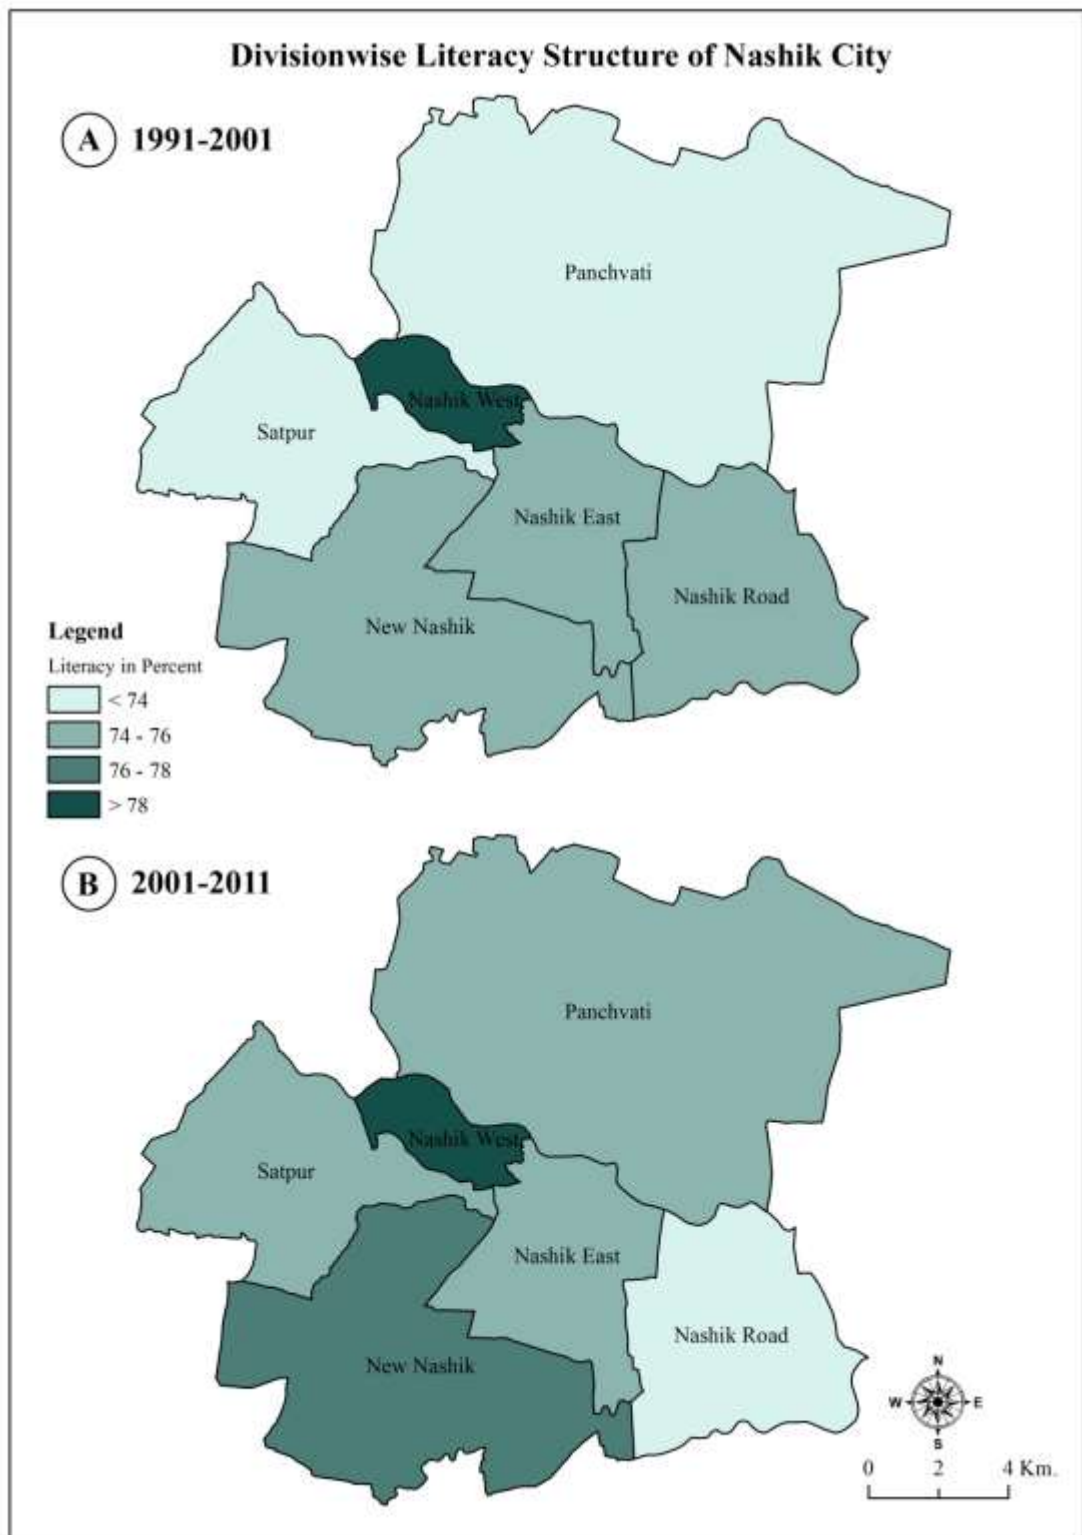 Divisionwise Literacy Structure of Nashik City
A 1991-2001
Panchvati
Nashik West
Satpur
Nashik East
Nashik Road
New Nashik
Legend
Literacy in Percent
< 74
74 - 76
76 - 78
> 78
B 2001-2011
Panchvati
Nashik West
Satpur
Nashik East
Nashik Road
New Nashik
N
W E
S
0 2 4 Km.